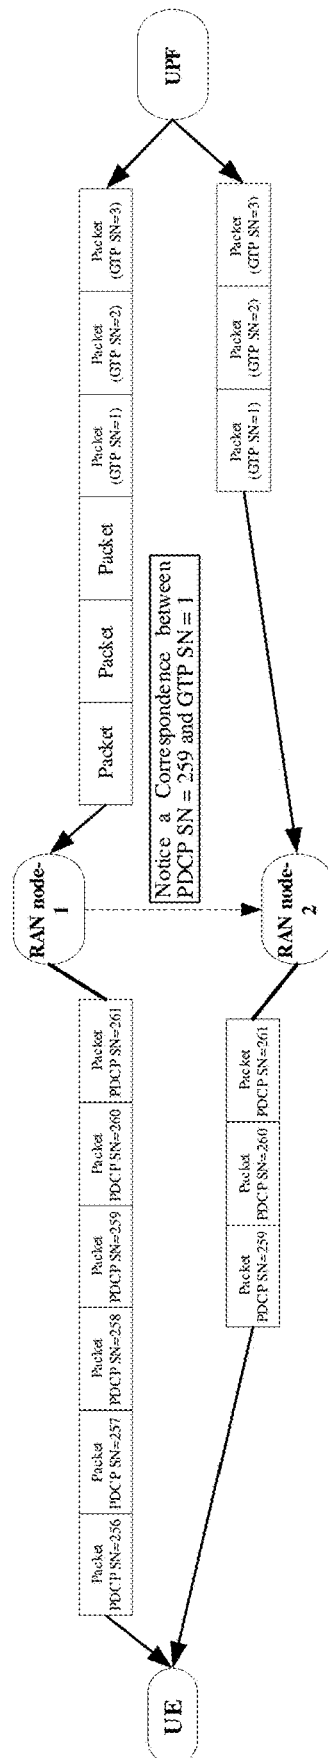 Packet
PDCP SN=256
Packet
PDCP SN=257
Packet
PDCP SN=258
Packet
PDCP SN=259
Packet
PDCP SN=260
Packet
PDCP SN=261
RAN node-
1
Packet
Packet
Packet
Packet
(GTP SN=1)
Packet
(GTP SN=2)
Packet
(GTP SN=3)
UE
Notice a Correspondence between
PDCP SN = 259 and GTP SN = 1
UPF
Packet
PDCP SN=259
Packet
PDCP SN=260
Packet
PDCP SN=261
RAN node-
2
Packet
(GTP SN=1)
Packet
(GTP SN=2)
Packet
(GTP SN=3)